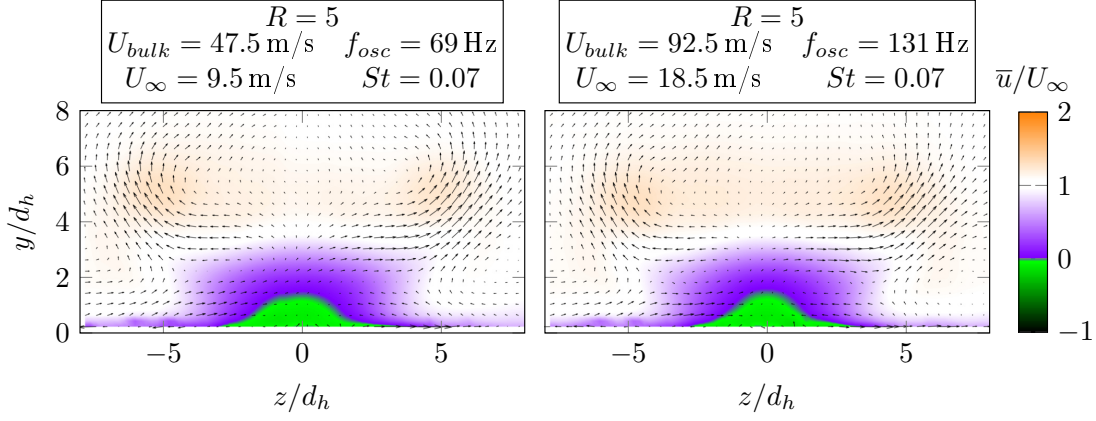 R = 5
U_bulk = 47.5 m/s f_osc = 69 Hz
U_∞ = 9.5 m/s St = 0.07
R = 5
U_bulk = 92.5 m/s f_osc = 131 Hz
U_∞ = 18.5 m/s St = 0.07
u̅/U_∞
8
6
4
2
0
y/d_h
−5 0 5
z/d_h
−5 0 5
z/d_h
2
1
0
−1